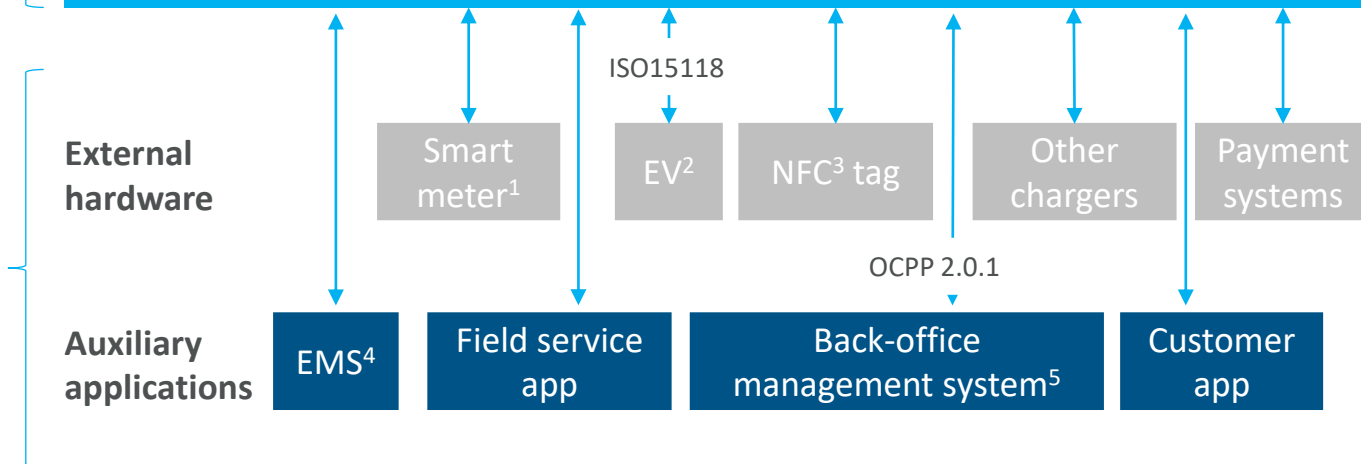 ISO15118
External
hardware
Smart
meter¹
EV²
NFC³ tag
Other
chargers
Payment
systems
OCPP 2.0.1
Auxiliary
applications
EMS⁴
Field service
app
Back-office
management system⁵
Customer
app